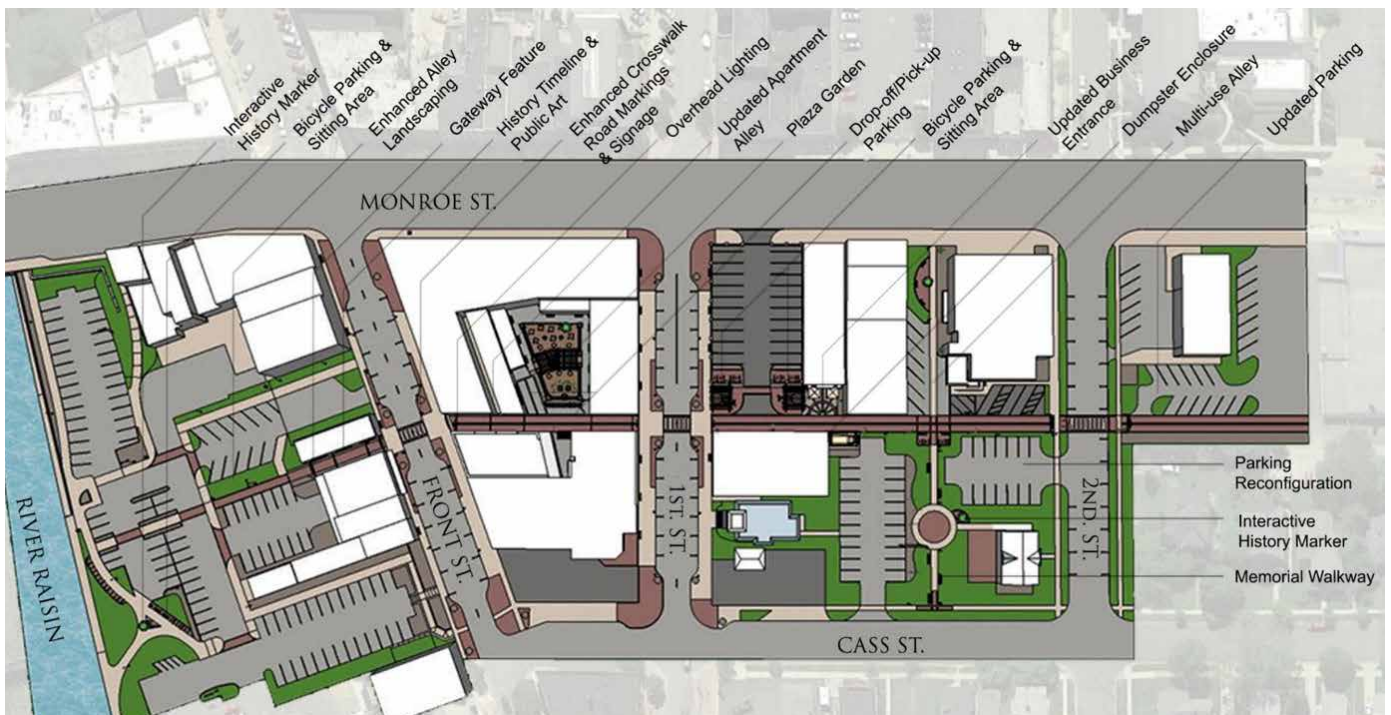 Interactive
History Marker
Bicycle Parking &
Sitting Area
Enhanced Alley
Landscaping
Gateway Feature
History Timeline &
Public Art
Enhanced Crosswalk
Road Markings
& Signage
Overhead Lighting
Updated Apartment
Alley
Plaza Garden
Drop-off/Pick-up
Parking
Bicycle Parking &
Sitting Area
Updated Business
Entrance
Dumpster Enclosure
Multi-use Alley
Updated Parking
MONROE ST.
RIVER RAISIN
FRONT ST.
1ST. ST.
2ND. ST.
CASS ST.
Parking
Reconfiguration
Interactive
History Marker
Memorial Walkway